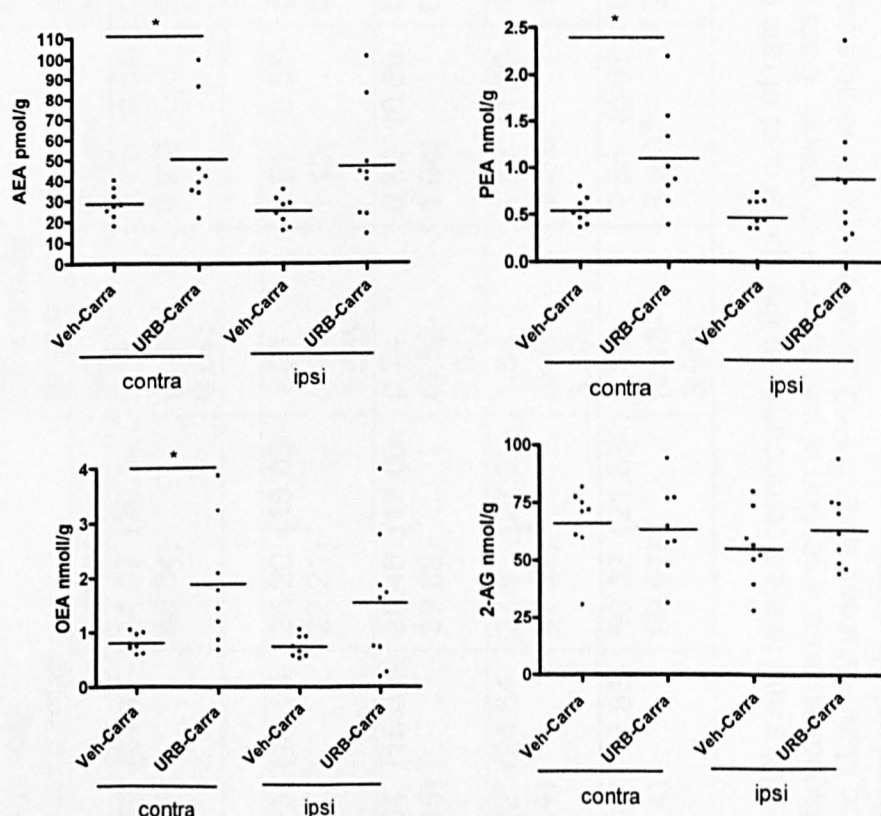 *
110
100
90
80
70
60
50
40
30
20
10
0
AEA pmol/g
Veh-Carra
URB-Carra
Veh-Carra
URB-Carra
contra
ipsi
*
2.5
2.0
1.5
1.0
0.5
0.0
PEA nmol/g
Veh-Carra
URB-Carra
Veh-Carra
URB-Carra
contra
ipsi
*
4
3
2
1
0
OEA nmoll/g
Veh-Carra
URB-Carra
Veh-Carra
URB-Carra
contra
ipsi
100
75
50
25
0
2-AG nmol/g
Veh-Carra
URB-Carra
Veh-Carra
URB-Carra
contra
ipsi